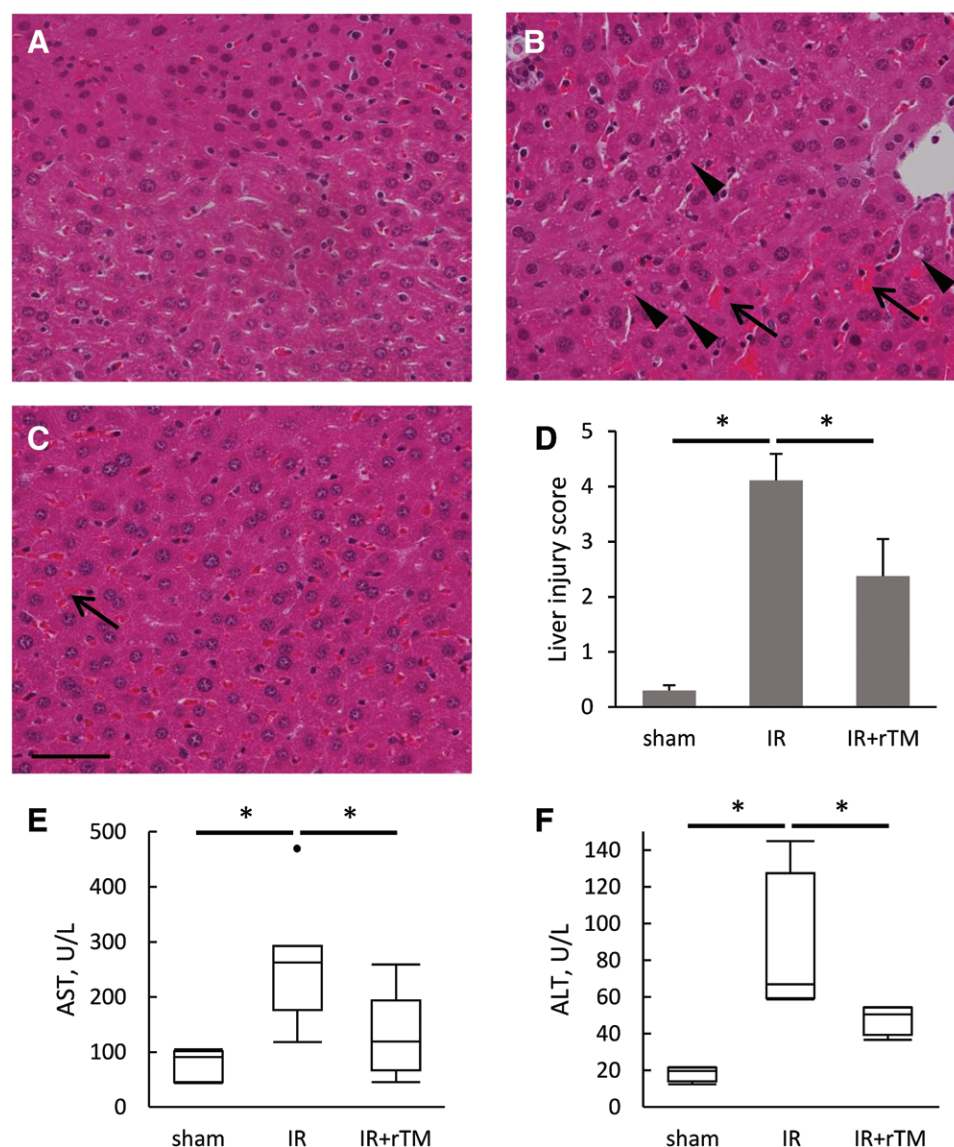 A
B
C
D
* *
Liver injury score
5
4
3
2
1
0
sham IR IR+rTM
E
* *
AST, U/L
500
400
300
200
100
0
sham IR IR+rTM
F
* *
ALT, U/L
140
120
100
80
60
40
20
0
sham IR IR+rTM